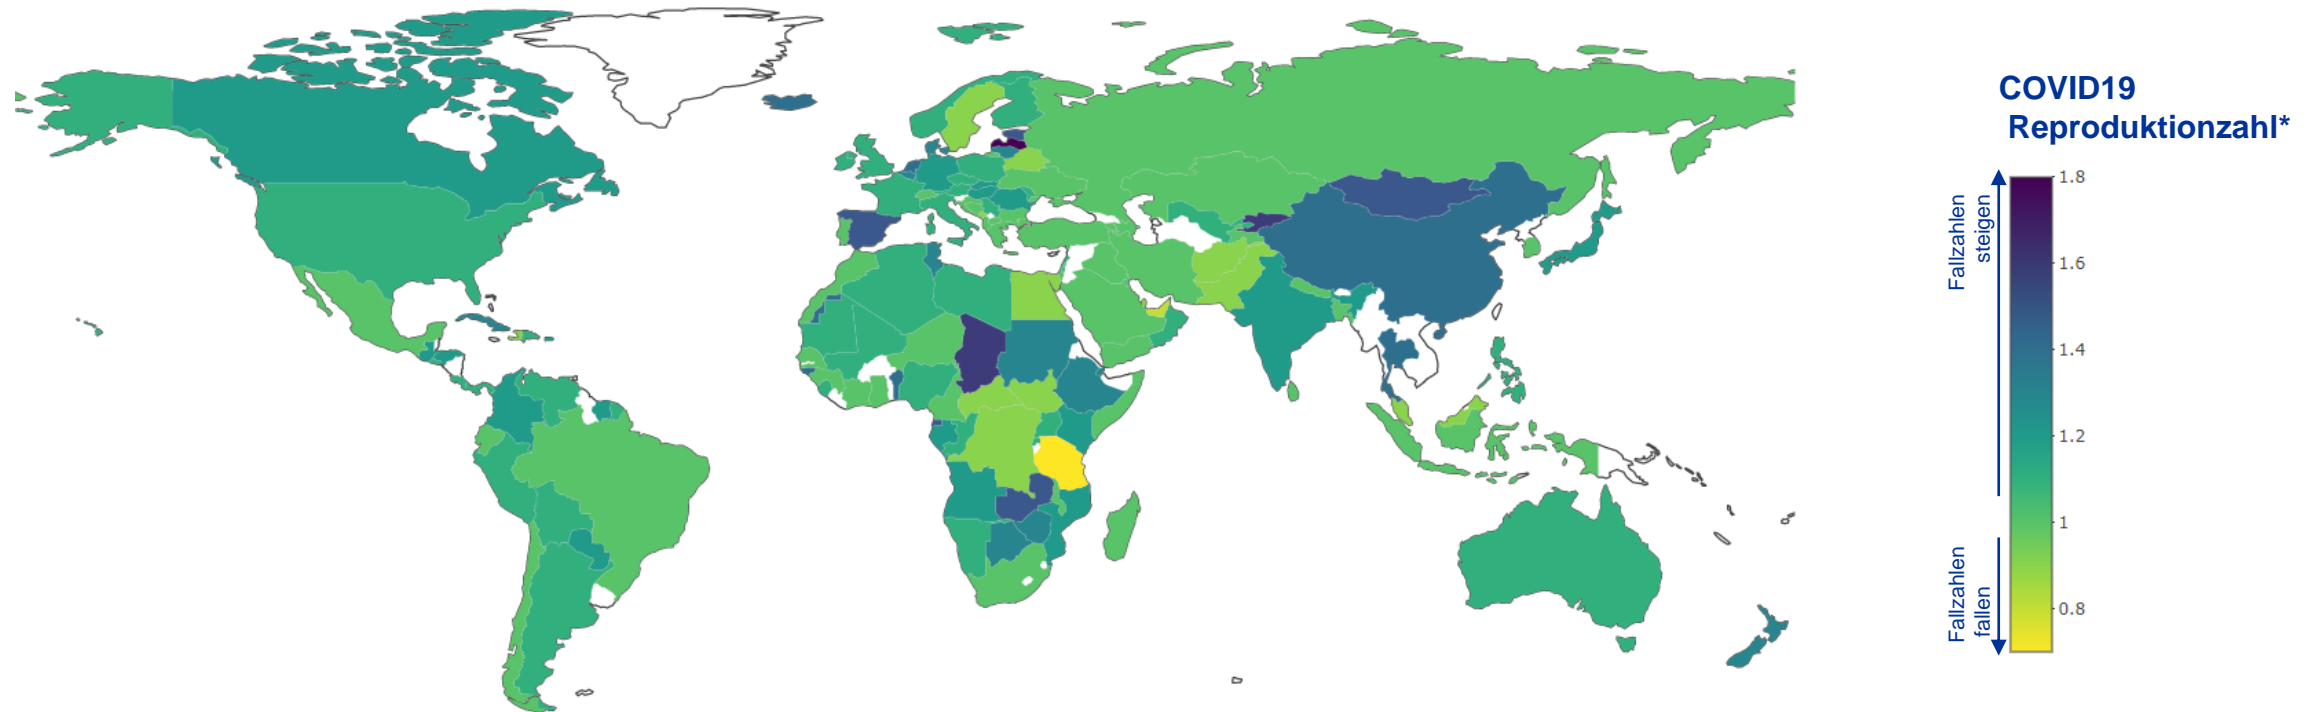 COVID19
Reproduktionzahl*
Fallzahlen
steigen
Fallzahlen
fallen
1.8
1.6
1.4
1.2
1
0.8